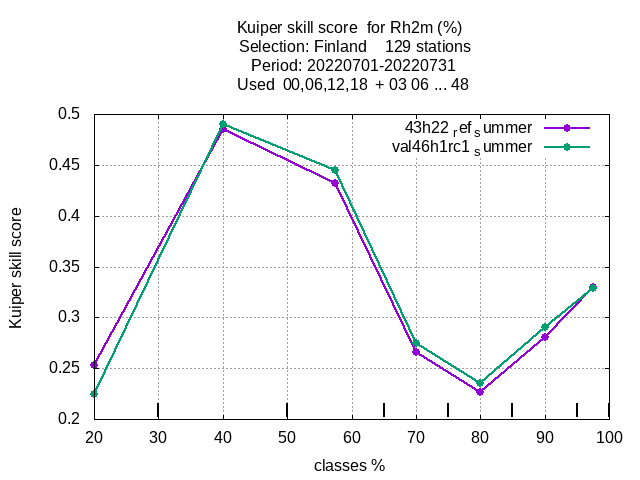 Kuiper skill score for Rh2m (%)
Selection: Finland 129 stations
Period: 20220701-20220731
Used 00,06,12,18 + 03 06 ... 48
43h22 refsummer
val46h1rc1 summer
0.5
0.45
0.4
0.35
0.3
0.25
0.2
Kuiper skill score
20 30 40 50 60 70 80 90 100
classes %